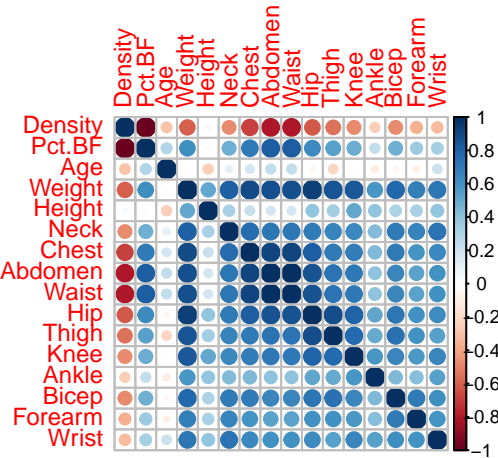 Density
Pct.BF
Age
Weight
Height
Neck
Chest
Abdomen
Waist
Hip
Thigh
Knee
Ankle
Bicep
Forearm
Wrist
Density
Pct.BF
Age
Weight
Height
Neck
Chest
Abdomen
Waist
Hip
Thigh
Knee
Ankle
Bicep
Forearm
Wrist
1
0.8
0.6
0.4
0.2
0
-0.2
-0.4
-0.6
-0.8
-1